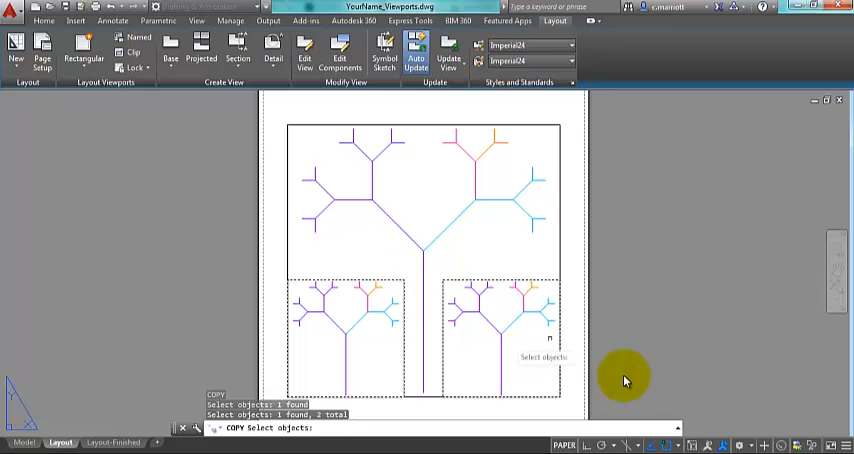 YourName_Viewports.dwg
Drafting & Annotation
Type a keyword or phrase
c.marriott
Home Insert Annotate Parametric View Manage Output Add-ins Autodesk 360 Express Tools BIM 360 Featured Apps Layout
New
Page Setup
Rectangular
Named
Clip
Lock
Base
Projected
Section
Detail
Edit View
Edit Components
Symbol Sketch
Auto Update
Update View
Imperial24
Imperial24
Layout Layout Viewports Create View Modify View Update Styles and Standards
Select objects:
COPY
Select objects: 1 found
Select objects: 1 found, 2 total
COPY Select objects:
Y
X
Model Layout Layout-Finished +
PAPER